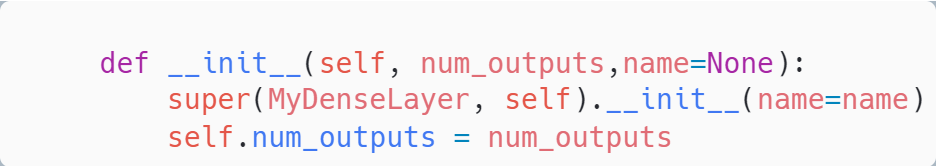 def __init__(self, num_outputs,name=None):
    super(MyDenseLayer, self).__init__(name=name)
    self.num_outputs = num_outputs